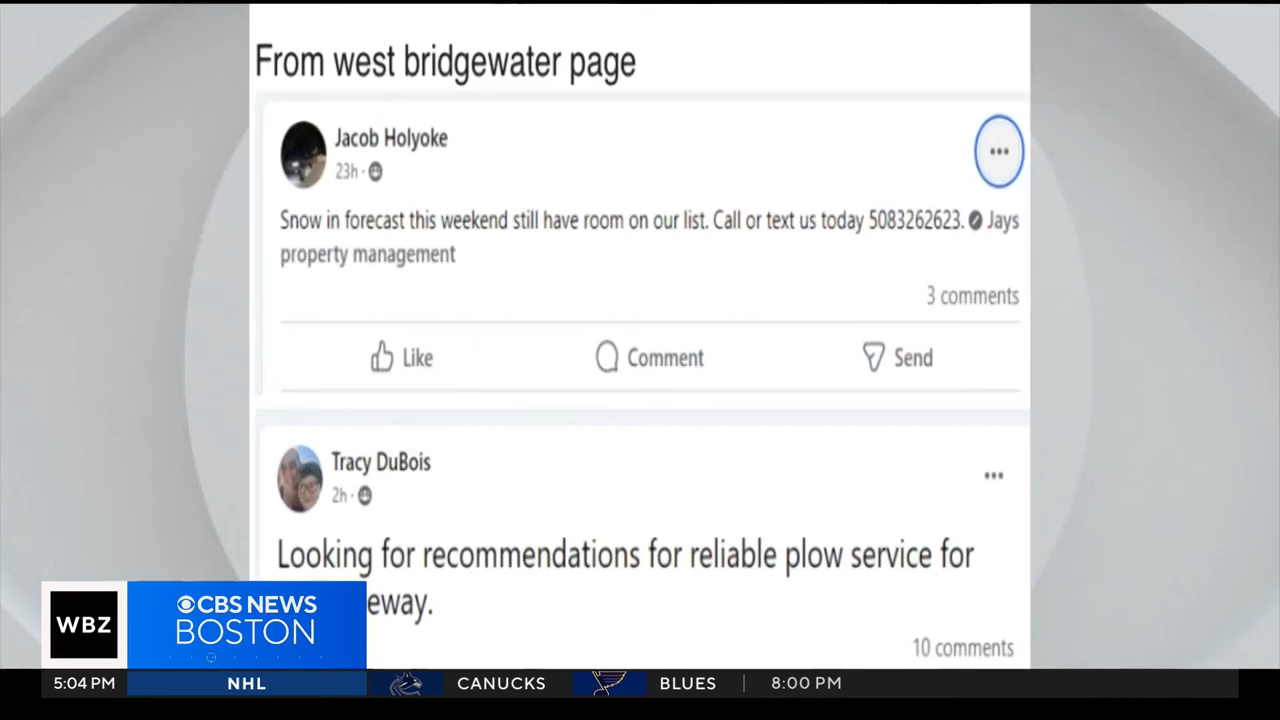 From west bridgewater page
Jacob Holyoke
23h ·
Snow in forecast this weekend still have room on our list. Call or text us today 5083262623. Jays
property management
3 comments
Like Comment Send
Tracy DuBois
2h ·
Looking for recommendations for reliable plow service for
eway.
10 comments
WBZ
CBS NEWS
BOSTON
5:04 PM NHL CANUCKS BLUES | 8:00 PM